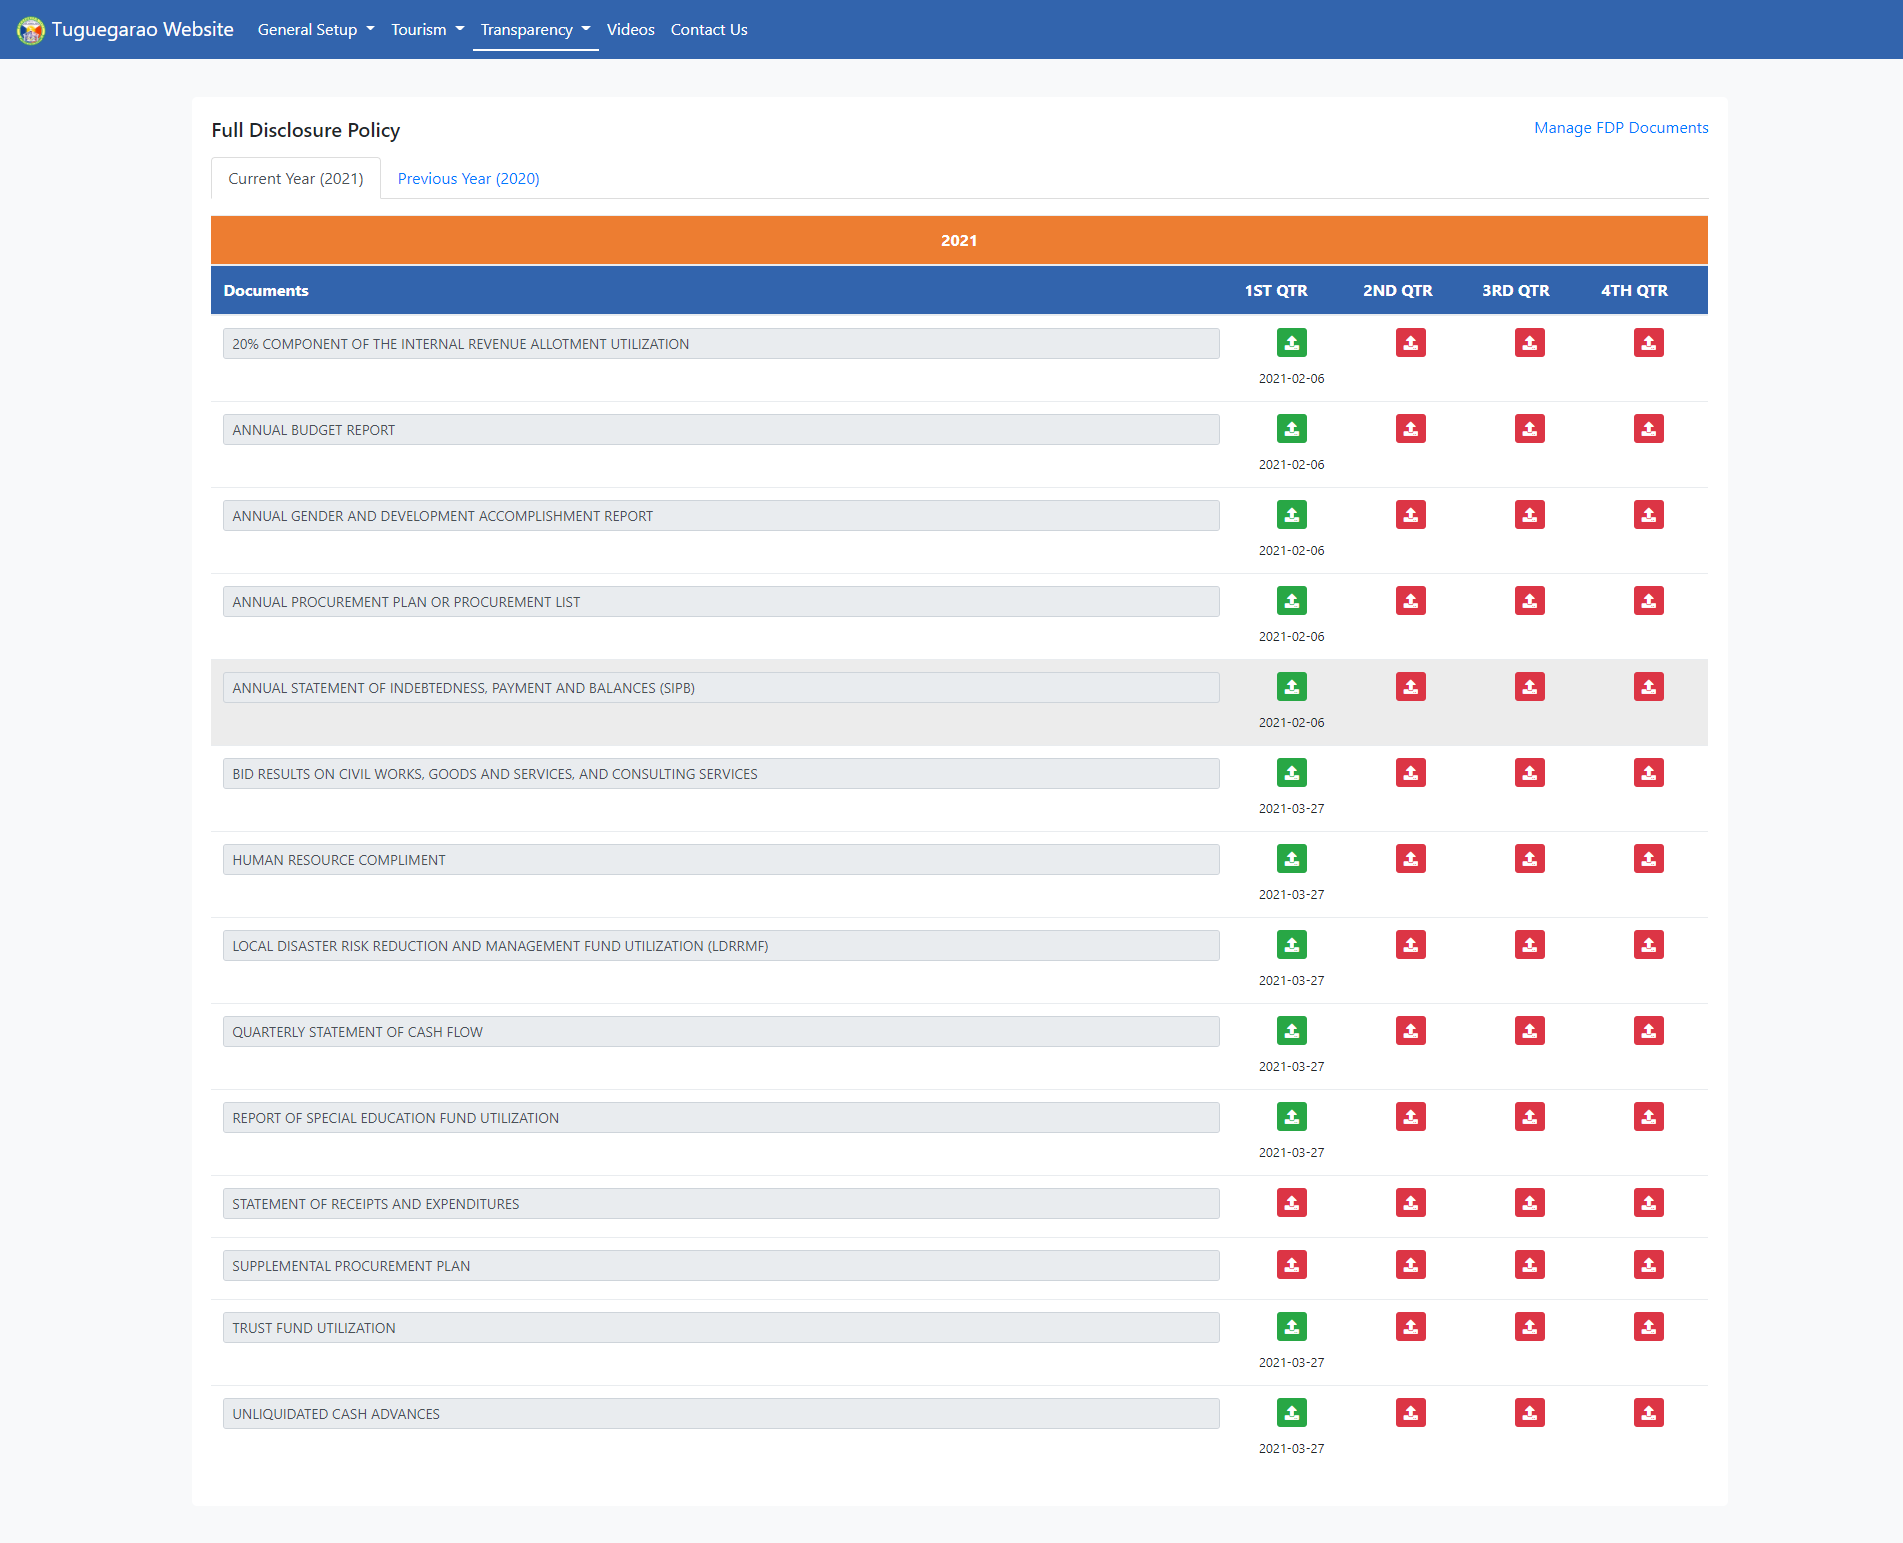 Tuguegarao Website General Setup Tourism Transparency Videos Contact Us
Full Disclosure Policy
Manage FDP Documents
Current Year (2021) Previous Year (2020)
2021
Documents 1ST QTR 2ND QTR 3RD QTR 4TH QTR
20% COMPONENT OF THE INTERNAL REVENUE ALLOTMENT UTILIZATION
2021-02-06
ANNUAL BUDGET REPORT
2021-02-06
ANNUAL GENDER AND DEVELOPMENT ACCOMPLISHMENT REPORT
2021-02-06
ANNUAL PROCUREMENT PLAN OR PROCUREMENT LIST
2021-02-06
ANNUAL STATEMENT OF INDEBTEDNESS, PAYMENT AND BALANCES (SIPB)
2021-02-06
BID RESULTS ON CIVIL WORKS, GOODS AND SERVICES, AND CONSULTING SERVICES
2021-03-27
HUMAN RESOURCE COMPLIMENT
2021-03-27
LOCAL DISASTER RISK REDUCTION AND MANAGEMENT FUND UTILIZATION (LDRRMF)
2021-03-27
QUARTERLY STATEMENT OF CASH FLOW
2021-03-27
REPORT OF SPECIAL EDUCATION FUND UTILIZATION
2021-03-27
STATEMENT OF RECEIPTS AND EXPENDITURES
SUPPLEMENTAL PROCUREMENT PLAN
TRUST FUND UTILIZATION
2021-03-27
UNLIQUIDATED CASH ADVANCES
2021-03-27